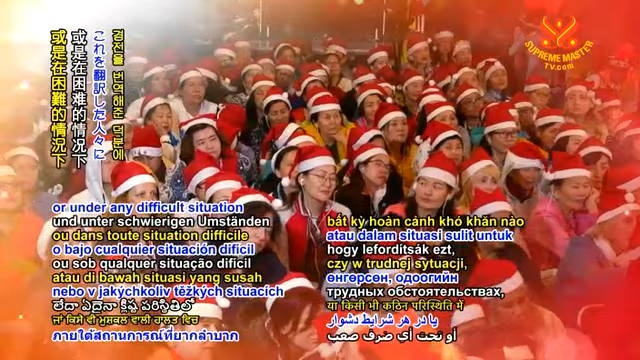 SUPREME MASTER
TV.com
경전을 번역해준 덕분에
これを翻訳した人々に
或是在困难的情况下
或是在困難的情況下
or under any difficult situation
und unter schwierigen Umständen
ou dans toute situation difficile
o bajo cualquier situación difícil
ou sob qualquer situação difícil
atau di bawah situasi yang susah
nebo v jakýchkoliv těžkých situacích
లేదా ఏదైనా క్లిష్ట పరిస్థితిలో
ਜਾਂ ਕਿਸੇ ਵੀ ਮੁਸ਼ਕਲ ਵਾਲੀ ਹਾਲਤ ਵਿਚ
ภายใต้สถานการณ์ที่ยากลำบาก
bất kỳ hoàn cảnh khó khăn nào
atau dalam situasi sulit untuk
hogy lefordítsák ezt,
czy w trudnej sytuacji,
өнгөрсөн, одоогийн
трудных обстоятельствах,
या किसी भी कठिन परिस्थिति में
یا در هر شرایط دشوار
أو تحت أي ظرف صعب